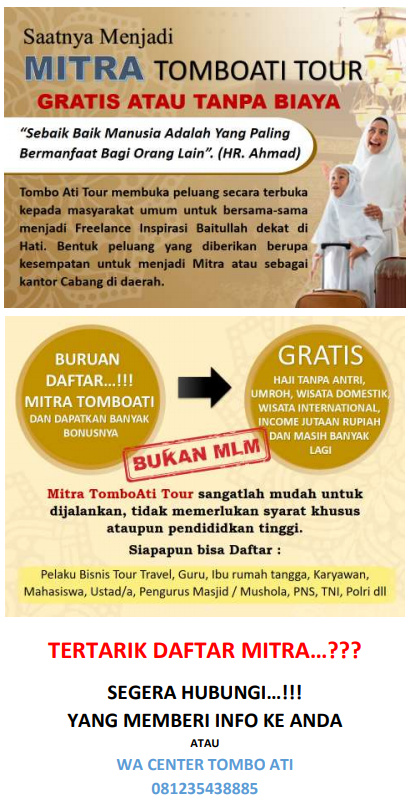 Saatnya Menjadi
MITRA TOMBOATI TOUR
GRATIS ATAU TANPA BIAYA
“Sebaik Baik Manusia Adalah Yang Paling
Bermanfaat Bagi Orang Lain”. (HR. Ahmad)
Tombo Ati Tour membuka peluang secara terbuka
kepada masyarakat umum untuk bersama-sama
menjadi Freelance Inspirasi Baitullah dekat di
Hati. Bentuk peluang yang diberikan berupa
kesempatan untuk menjadi Mitra atau sebagai
kantor Cabang di daerah.
BURUAN
DAFTAR...!!!
MITRA TOMBOATI
DAN DAPATKAN BANYAK
BONUSNYA
GRATIS
HAJI TANPA ANTRI,
UMROH, WISATA DOMESTIK,
WISATA INTERNATIONAL,
INCOME JUTAAN RUPIAH
DAN MASIH BANYAK
LAGI
BUKAN MLM
Mitra TomboAti Tour sangatlah mudah untuk
dijalankan, tidak memerlukan syarat khusus
ataupun pendididkan tinggi.
Siapapun bisa Daftar :
Pelaku Bisnis Tour Travel, Guru, Ibu rumah tangga, Karyawan,
Mahasiswa, Ustad/a, Pengurus Masjid / Mushola, PNS, TNI, Polri dll
TERTARIK DAFTAR MITRA...???
SEGERA HUBUNGI...!!!
YANG MEMBERI INFO KE ANDA
ATAU
WA CENTER TOMBO ATI
081235438885